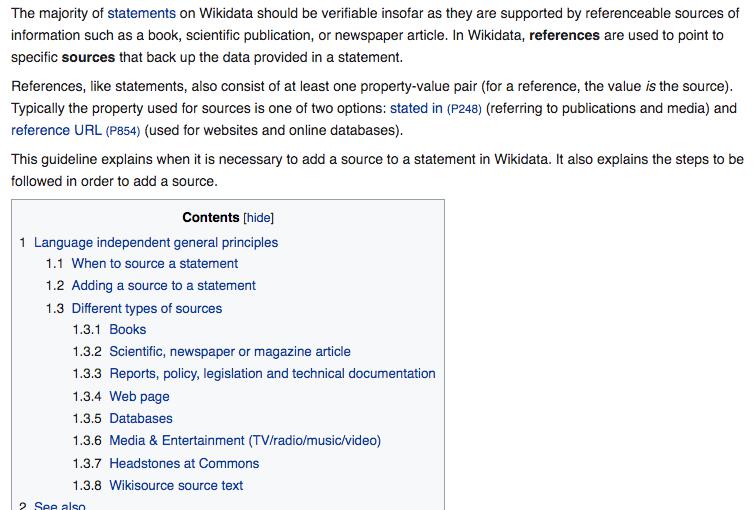 The majority of statements on Wikidata should be verifiable insofar as they are supported by referenceable sources of
information such as a book, scientific publication, or newspaper article. In Wikidata, references are used to point to
specific sources that back up the data provided in a statement.
References, like statements, also consist of at least one property-value pair (for a reference, the value is the source).
Typically the property used for sources is one of two options: stated in (P248) (referring to publications and media) and
reference URL (P854) (used for websites and online databases).
This guideline explains when it is necessary to add a source to a statement in Wikidata. It also explains the steps to be
followed in order to add a source.
Contents [hide]
1 Language independent general principles
1.1 When to source a statement
1.2 Adding a source to a statement
1.3 Different types of sources
1.3.1 Books
1.3.2 Scientific, newspaper or magazine article
1.3.3 Reports, policy, legislation and technical documentation
1.3.4 Web page
1.3.5 Databases
1.3.6 Media & Entertainment (TV/radio/music/video)
1.3.7 Headstones at Commons
1.3.8 Wikisource source text
2 See also